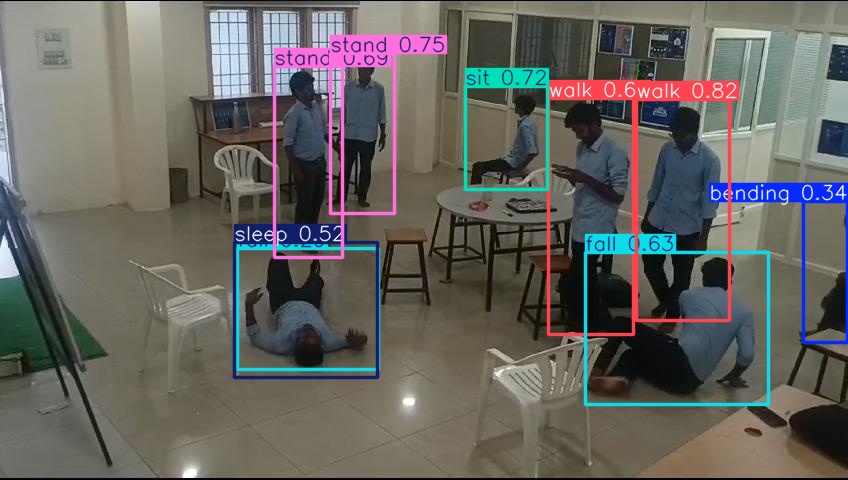 stand 0.75
stand 0.69
sit 0.72
walk 0.6
walk 0.82
bending 0.34
sleep 0.52
fall 0.63